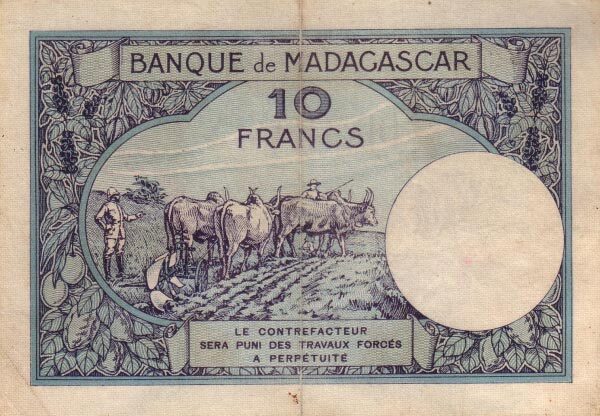 BANQUE de MADAGASCAR
10
FRANCS
LE CONTREFACTEUR
SERA PUNI DES TRAVAUX FORCÉS
A PERPÉTUITÉ